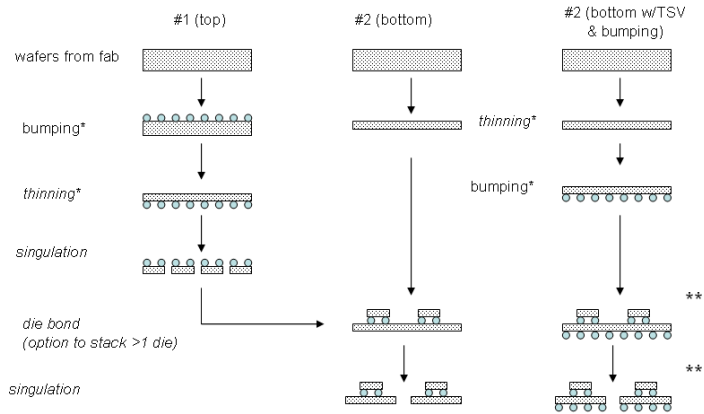 #1 (top)
#2 (bottom)
#2 (bottom w/TSV
& bumping)
wafers from fab
bumping*
thinning*
thinning*
bumping*
singulation
**
die bond
(option to stack >1 die)
**
singulation